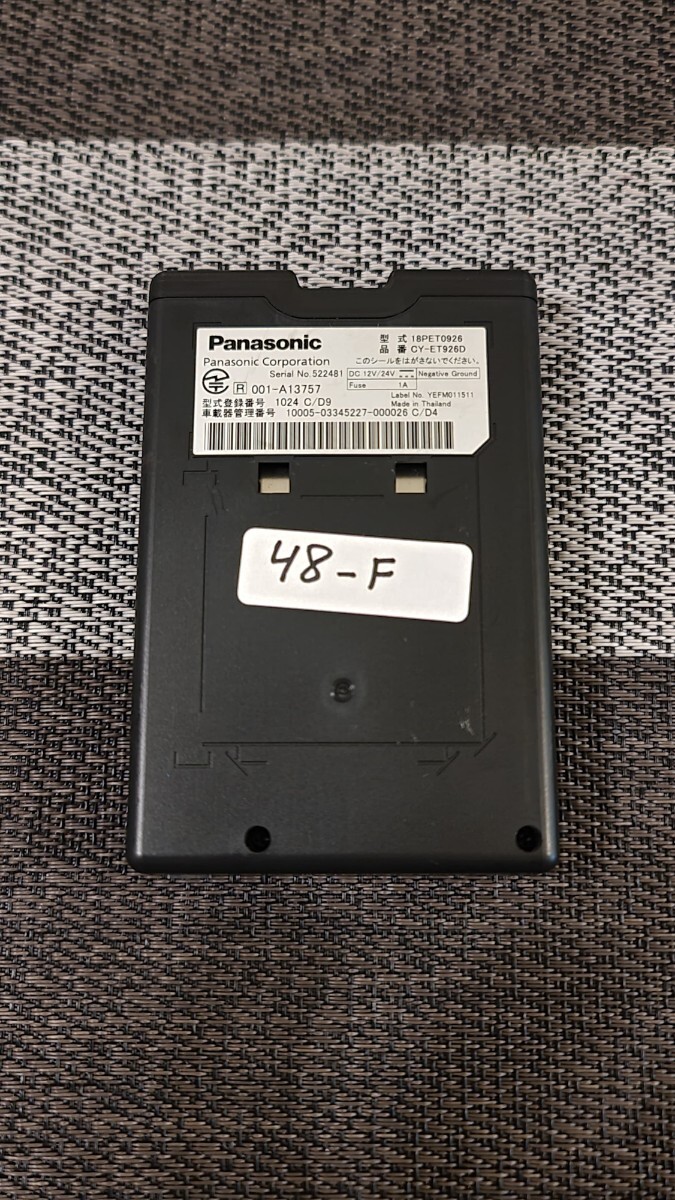 Panasonic
型 式 18PET0926
品 番 CY-ET926D
Panasonic Corporation
このシールをはがさないでください。
Serial No.522481
DC 12V/24V Negative Ground
Fuse 1A
R 001-A13757
Label No. YEFM011511
Made in Thailand
型式登録番号 1024 C/D9
車載器管理番号 10005-03345227-000026 C/D4
48-F